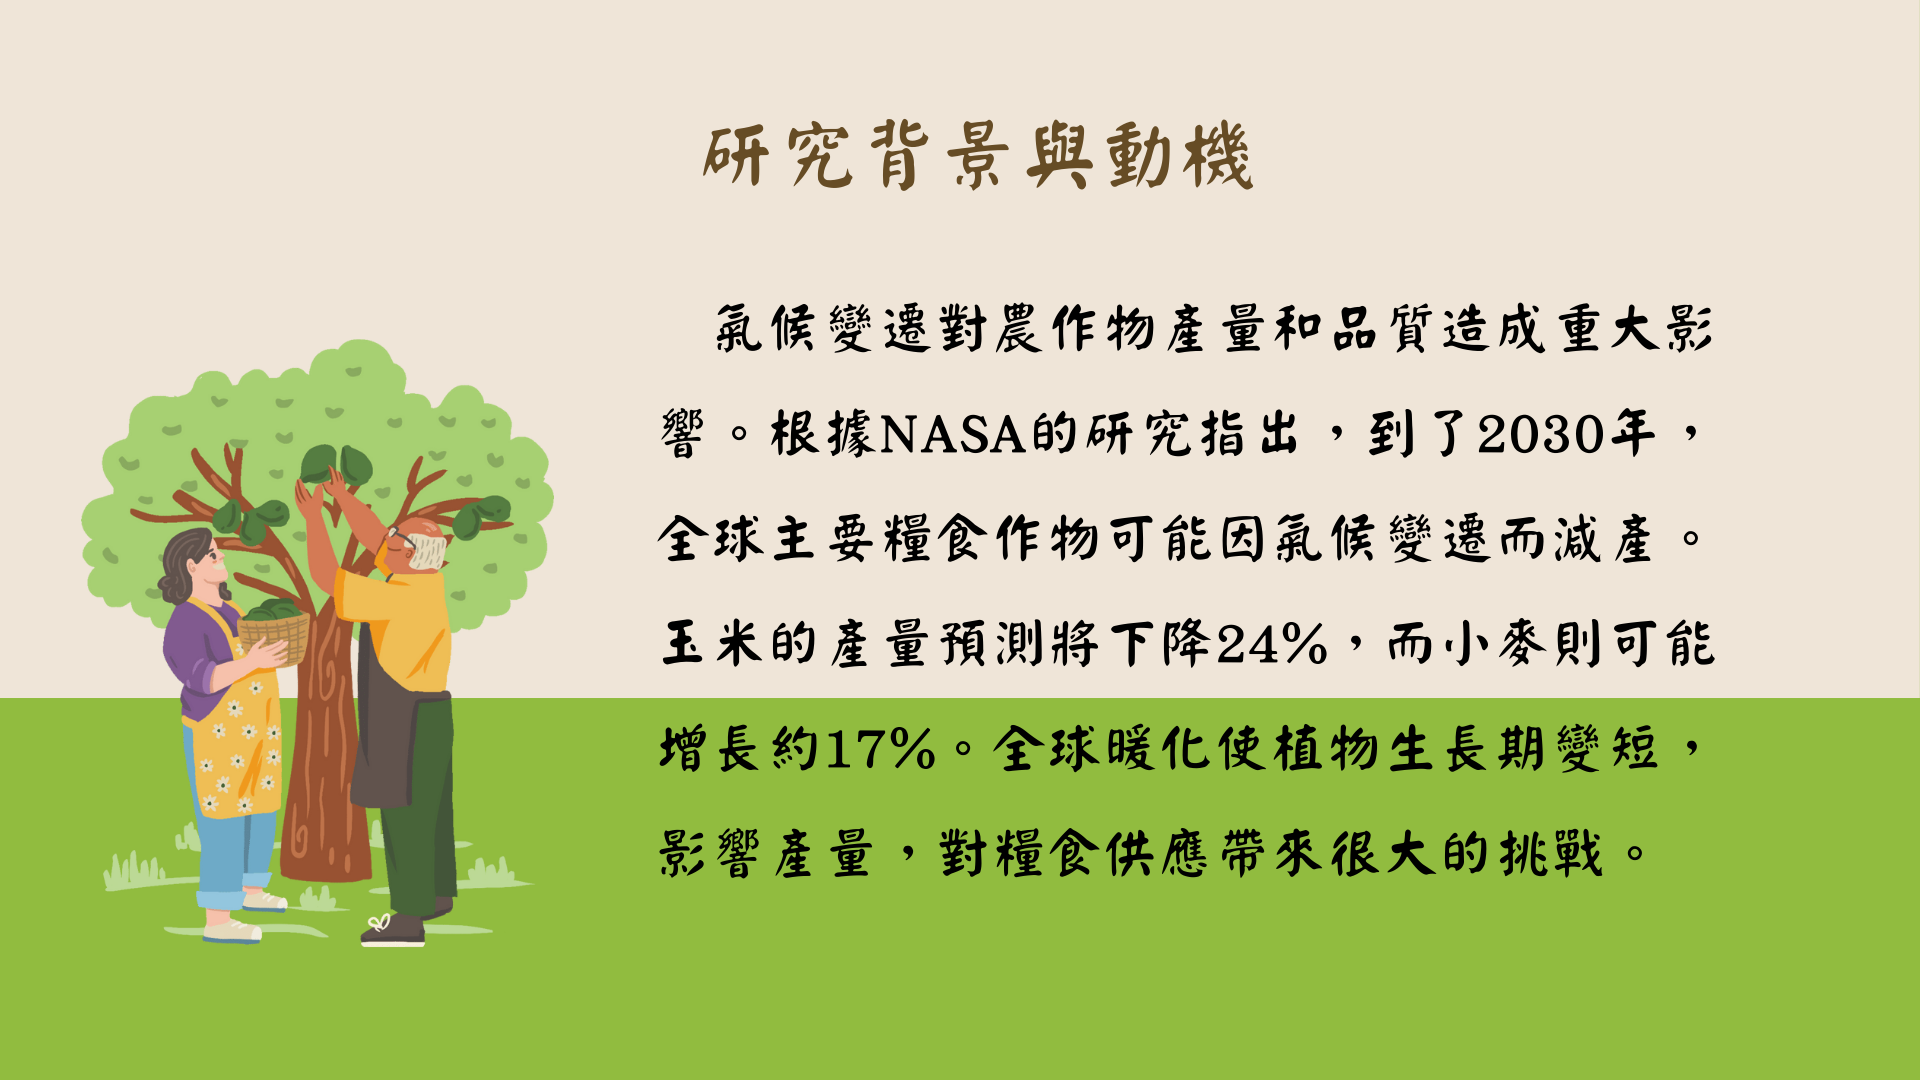 研究背景與動機
氣候變遷對農作物產量和品質造成重大影
響。根據NASA的研究指出，到了2030年，
全球主要糧食作物可能因氣候變遷而減產。
玉米的產量預測將下降24%，而小麥則可能
增長約17%。全球暖化使植物生長期變短，
影響產量，對糧食供應帶來很大的挑戰。